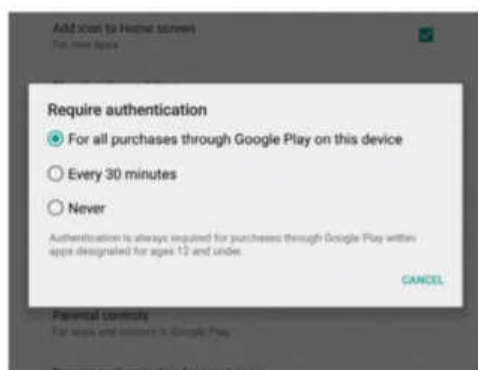 Add icon to Home screen
For new apps
Require authentication
For all purchases through Google Play on this device
Every 30 minutes
Never
Authentication is always required for purchases through Google Play within
apps designated for ages 12 and under.
CANCEL
Parental controls
For apps and content in Google Play